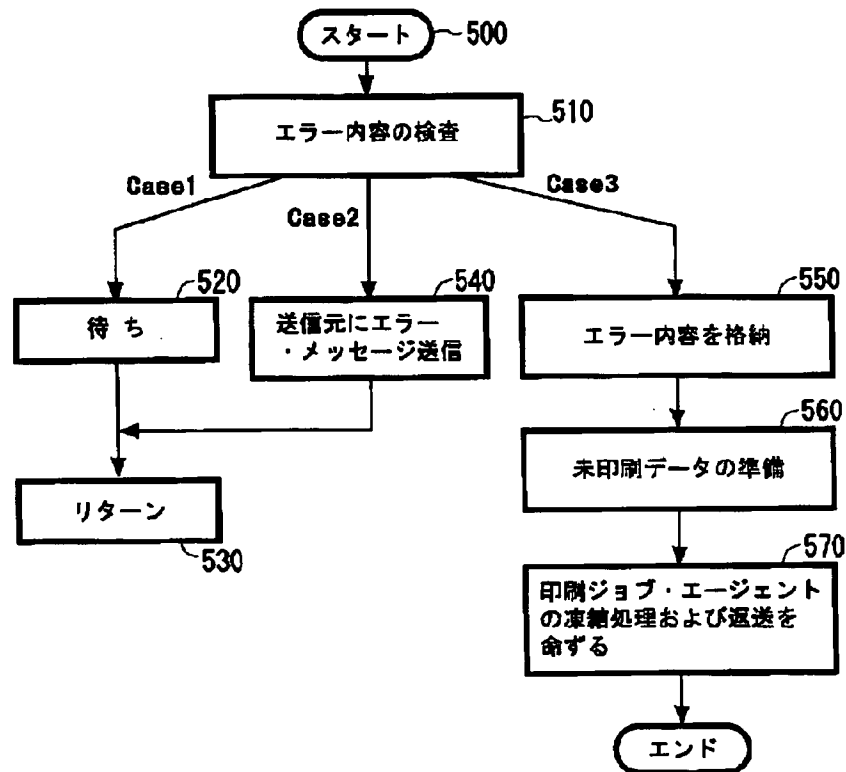 スタート
500
エラー内容の検査
510
Case1
Case2
Case3
520
待ち
540
送信元にエラー
・メッセージ送信
550
エラー内容を格納
560
未印刷データの準備
リターン
530
570
印刷ジョブ・エージェント
の凍結処理および返送を
命ずる
エンド